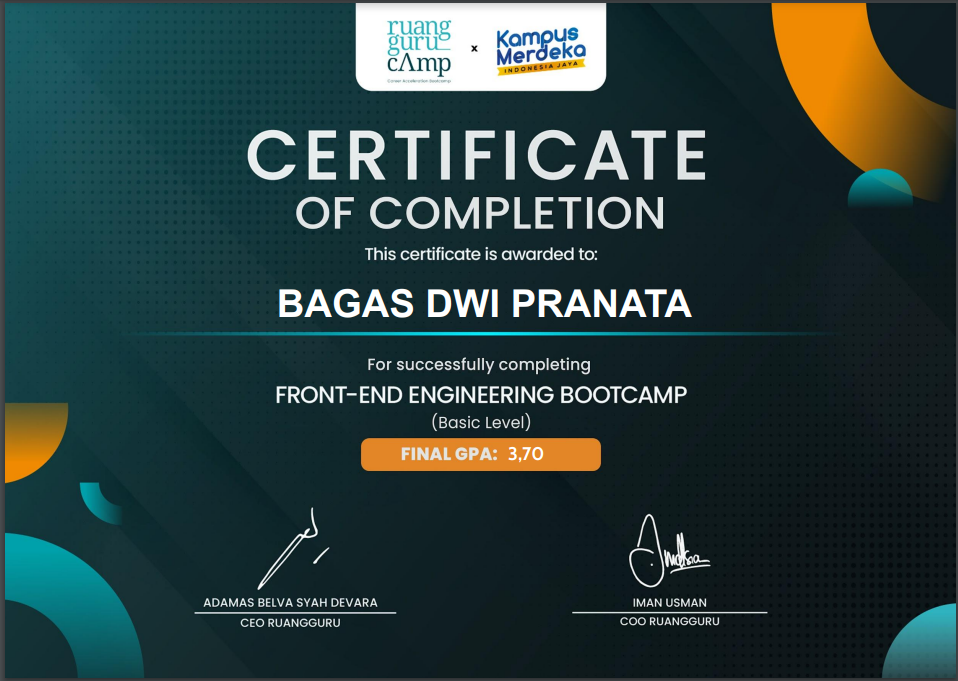 ruang
guru
cΛmp
Career Acceleration Bootcamp
x
Kampus
Merdeka
INDONESIA JAYA
CERTIFICATE
OF COMPLETION
This certificate is awarded to:
BAGAS DWI PRANATA
For successfully completing
FRONT-END ENGINEERING BOOTCAMP
(Basic Level)
FINAL GPA: 3,70
ADAMAS BELVA SYAH DEVARA
CEO RUANGGURU
IMAN USMAN
COO RUANGGURU